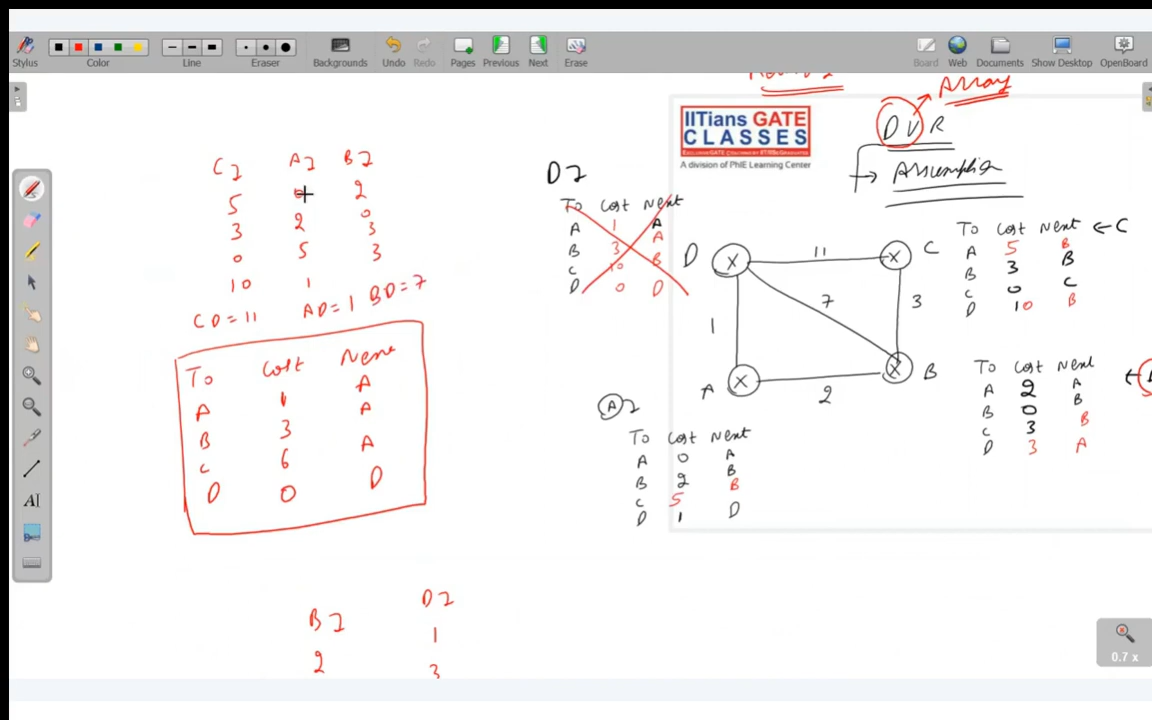 Stylus Color Line Eraser Backgrounds Undo Redo Pages Previous Next Erase Board Web Documents Show Desktop OpenBoard
Array
IITians GATE
CLASSES
A division of PhIE Learning Center
DVR
→ Assumption
C2 A2 B2
5 0 2
3 2 0
0 5 3
10 1 3
CD = 11 AD = 1 BD = 7
To Cost Next
A 1 A
B 3 A
C 6 A
D 0 D
D2
To Cost Next
A 1 A
B 3 A
C 10 B
D 0 D
D 11 C
1 7 3
A 2 B
To Cost Next ← C
A 5 B
B 3 B
C 0 C
D 10 B
To Cost Next ←
A 2 A
B 0 B
C 3 B
D 3 A
A2
To Cost Next
A 0 A
B 2 B
C 5 B
D 1 D
B2 D2
2 1
3
0.7 x